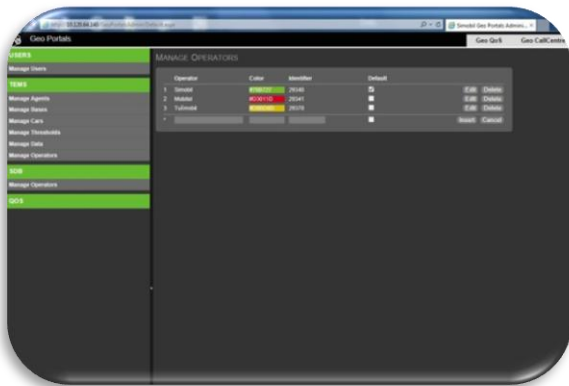 Simobil Geo Portals Admin...
Geo Portals
Geo QoS Geo CallCentre
USERS
Manage Users
TEMS
Manage Agents
Manage Bases
Manage Cars
Manage Thresholds
Manage Data
Manage Operators
SDB
Manage Operators
QOS
MANAGE OPERATORS
Operator Color Identifier Default
1 Simobil 29340 Edit Delete
2 Mobitel 29341 Edit Delete
3 TuSmobil 29370 Edit Delete
* Insert Cancel